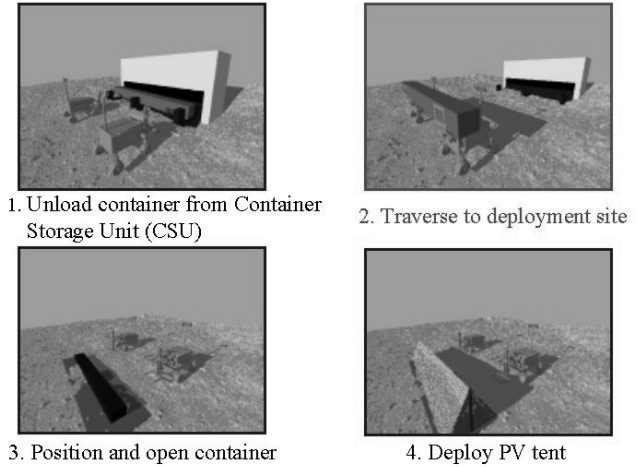 1. Unload container from Container
Storage Unit (CSU)
2. Traverse to deployment site
3. Position and open container
4. Deploy PV tent